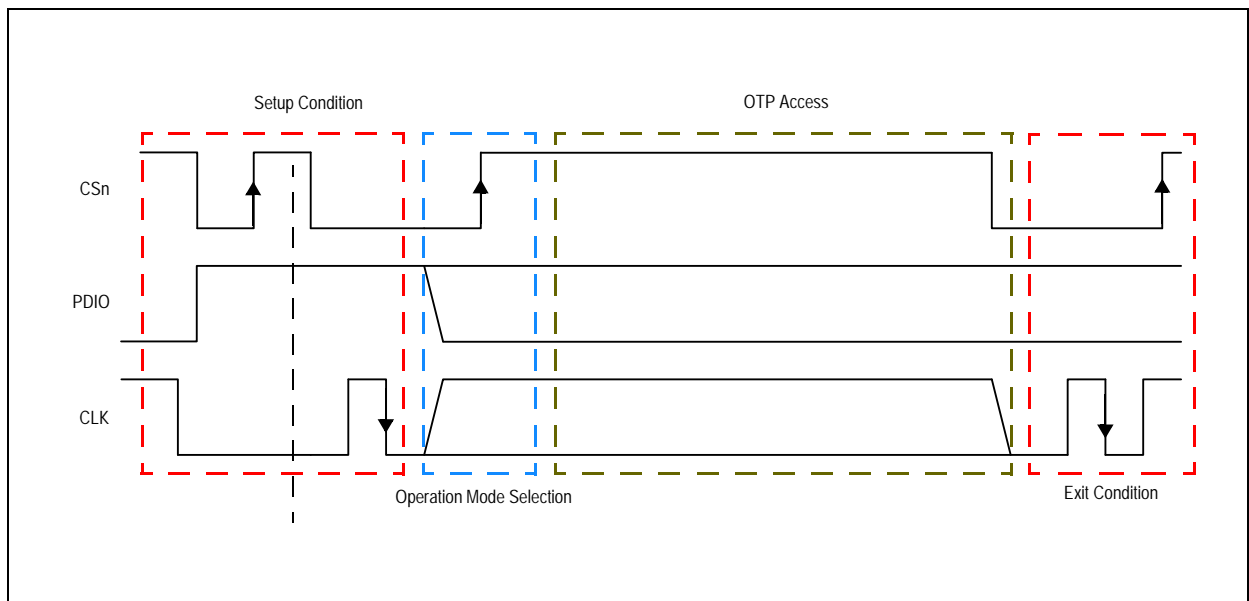 Setup Condition
OTP Access
CSn
PDIO
CLK
Operation Mode Selection
Exit Condition